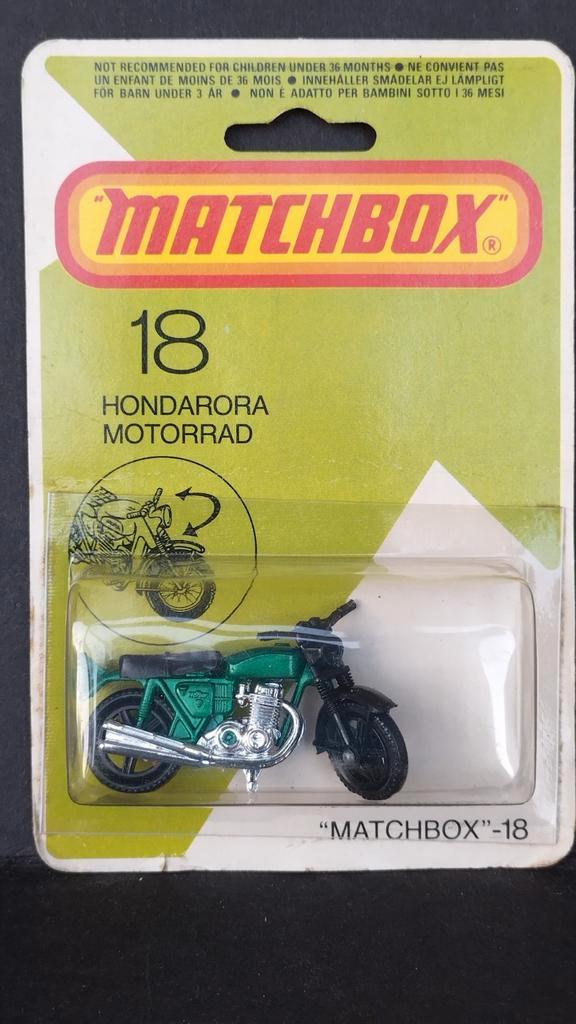 NOT RECOMMENDED FOR CHILDREN UNDER 36 MONTHS ● NE CONVIENT PAS
UN ENFANT DE MOINS DE 36 MOIS ● INNEHÅLLER SMÅDELAR EJ LÄMPLIGT
FÖR BARN UNDER 3 ÅR ● NON È ADATTO PER BAMBINI SOTTO I 36 MESI
"MATCHBOX"®
18
HONDARORA
MOTORRAD
"MATCHBOX"-18